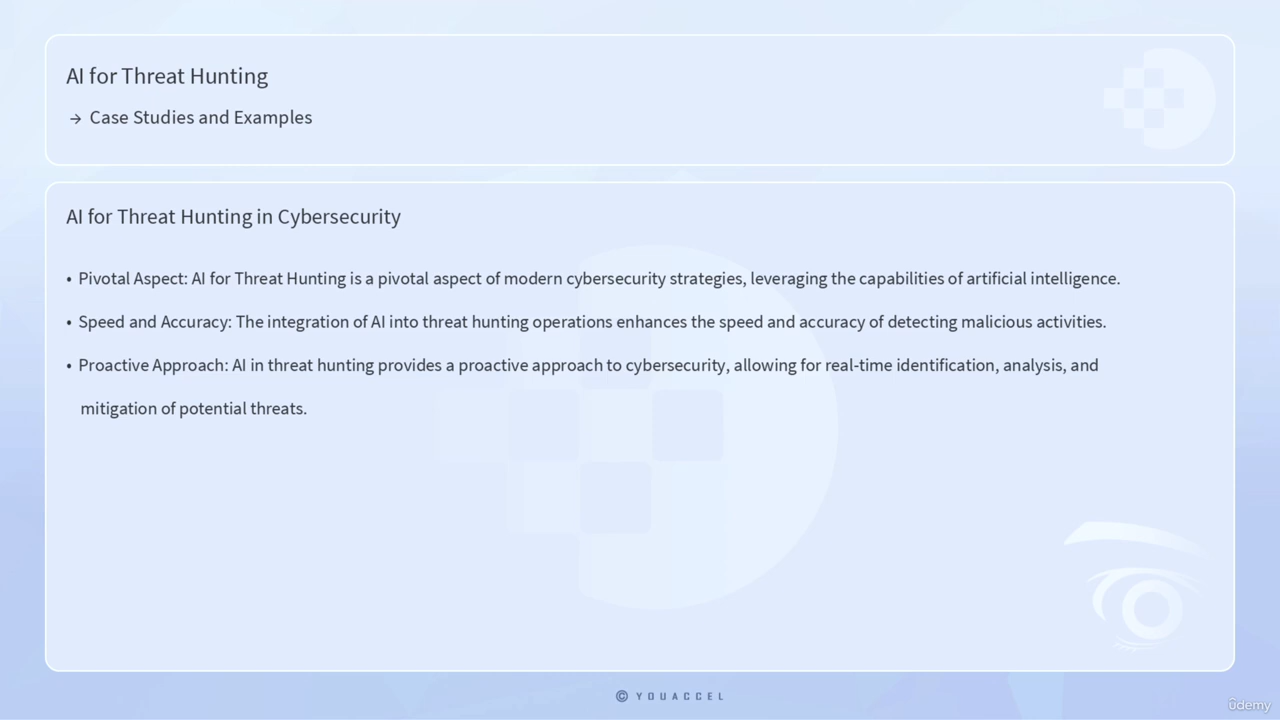 AI for Threat Hunting
→ Case Studies and Examples
AI for Threat Hunting in Cybersecurity
• Pivotal Aspect: AI for Threat Hunting is a pivotal aspect of modern cybersecurity strategies, leveraging the capabilities of artificial intelligence.
• Speed and Accuracy: The integration of AI into threat hunting operations enhances the speed and accuracy of detecting malicious activities.
• Proactive Approach: AI in threat hunting provides a proactive approach to cybersecurity, allowing for real-time identification, analysis, and
mitigation of potential threats.
© YOUACCEL
ûdemy